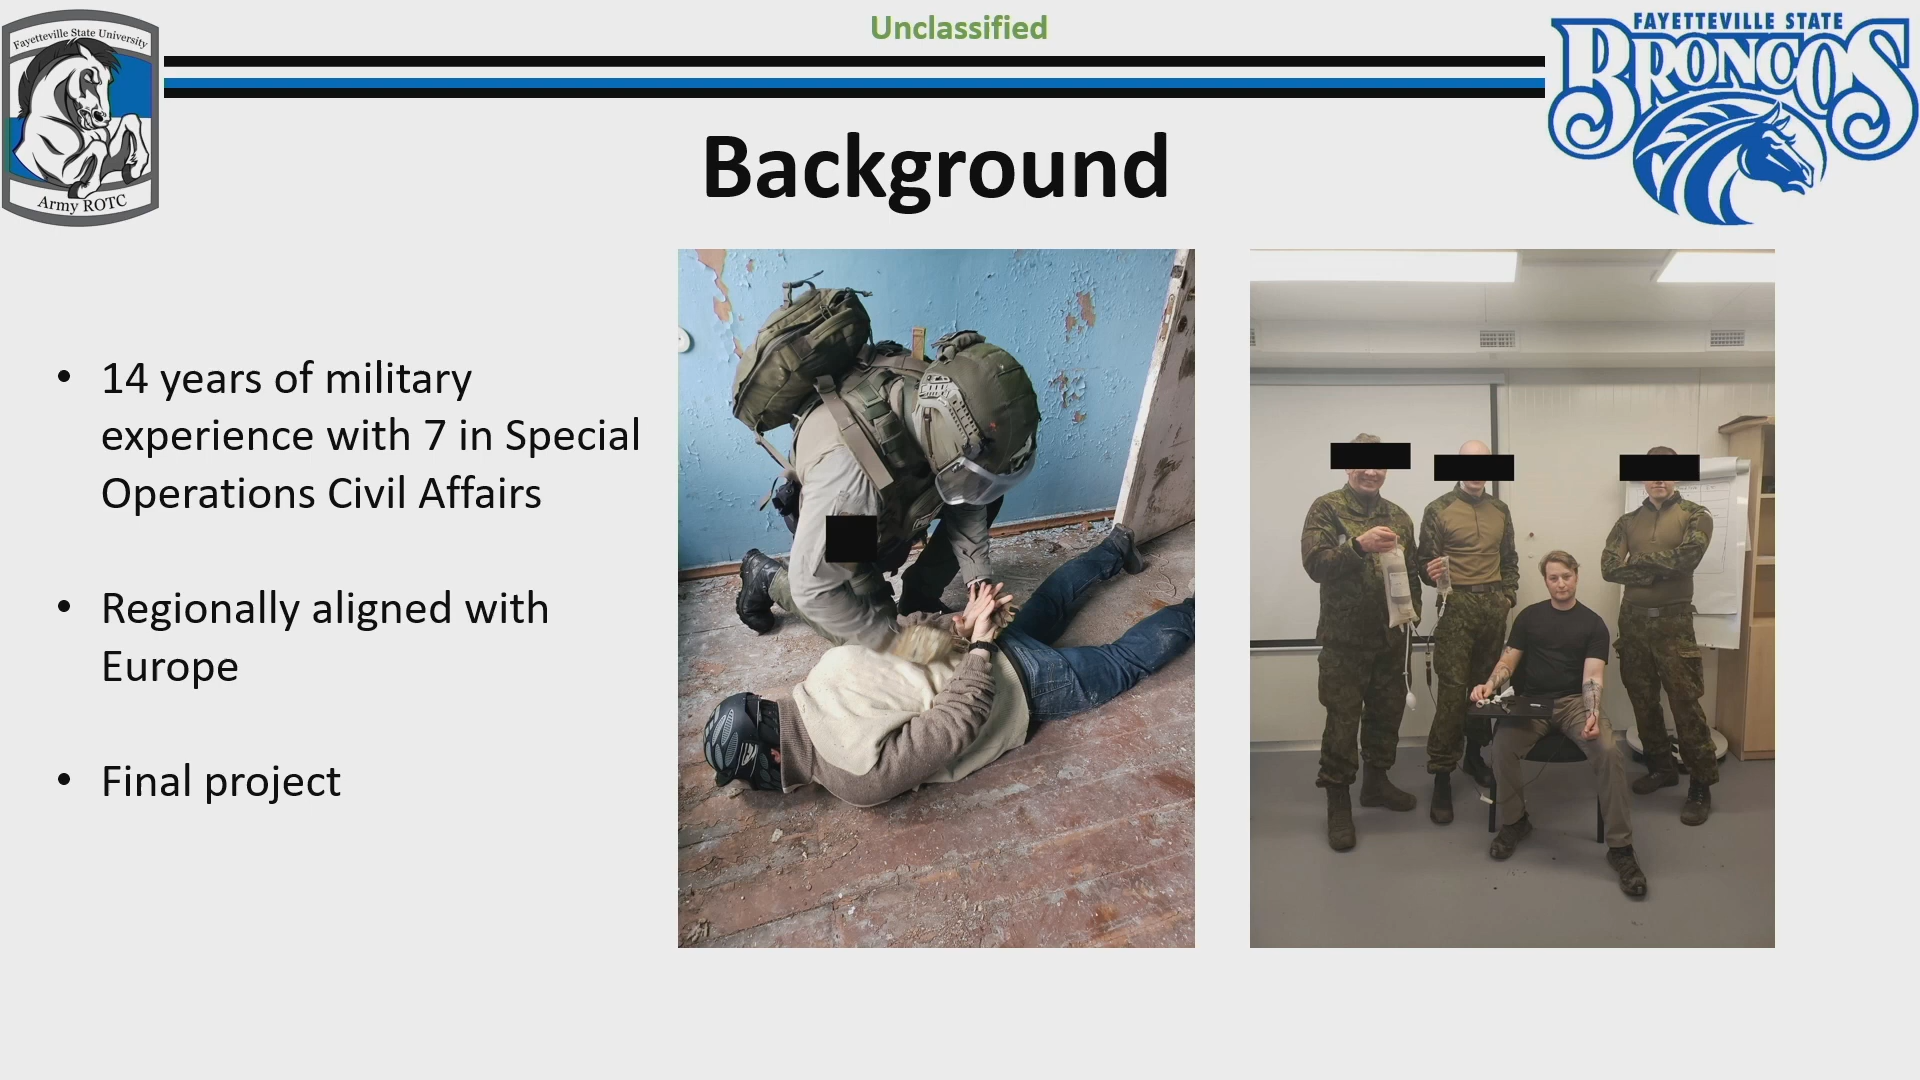 Unclassified
Fayetteville State University
Army ROTC
FAYETTEVILLE STATE
BRONCOS
Background
• 14 years of military
experience with 7 in Special
Operations Civil Affairs
• Regionally aligned with
Europe
• Final project